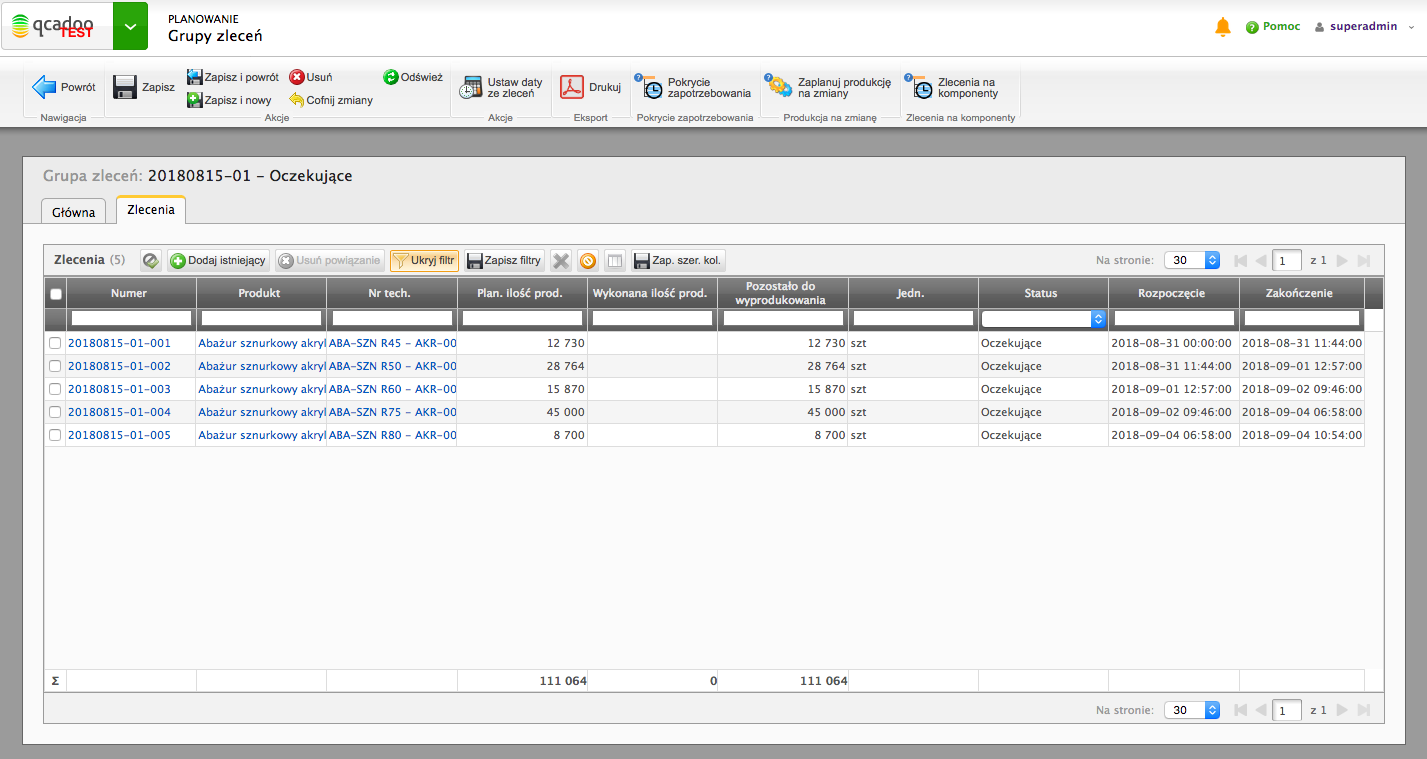 qcadoo TEST
PLANOWANIE
Grupy zleceń
Pomoc superadmin
Powrót
Nawigacja
Zapisz
Zapisz i powrót Usuń Odśwież
Zapisz i nowy Cofnij zmiany
Akcje
Ustaw daty ze zleceń
Akcje
Drukuj
Eksport
Pokrycie zapotrzebowania
Pokrycie zapotrzebowania
Zaplanuj produkcję na zmiany
Produkcja na zmianę
Zlecenia na komponenty
Zlecenia na komponenty
Grupa zleceń: 20180815-01 - Oczekujące
Główna Zlecenia
Zlecenia (5) Dodaj istniejący Usuń powiązanie Ukryj filtr Zapisz filtry Zap. szer. kol. Na stronie: 30 1 z 1
Numer Produkt Nr tech. Plan. ilość prod. Wykonana ilość prod. Pozostało do wyprodukowania Jedn. Status Rozpoczęcie Zakończenie
20180815-01-001 Abażur sznurkowy akryl ABA-SZN R45 - AKR-00 12 730 12 730 szt Oczekujące 2018-08-31 00:00:00 2018-08-31 11:44:00
20180815-01-002 Abażur sznurkowy akryl ABA-SZN R50 - AKR-00 28 764 28 764 szt Oczekujące 2018-08-31 11:44:00 2018-09-01 12:57:00
20180815-01-003 Abażur sznurkowy akryl ABA-SZN R60 - AKR-00 15 870 15 870 szt Oczekujące 2018-09-01 12:57:00 2018-09-02 09:46:00
20180815-01-004 Abażur sznurkowy akryl ABA-SZN R75 - AKR-00 45 000 45 000 szt Oczekujące 2018-09-02 09:46:00 2018-09-04 06:58:00
20180815-01-005 Abażur sznurkowy akryl ABA-SZN R80 - AKR-00 8 700 8 700 szt Oczekujące 2018-09-04 06:58:00 2018-09-04 10:54:00
Σ 111 064 0 111 064
Na stronie: 30 1 z 1